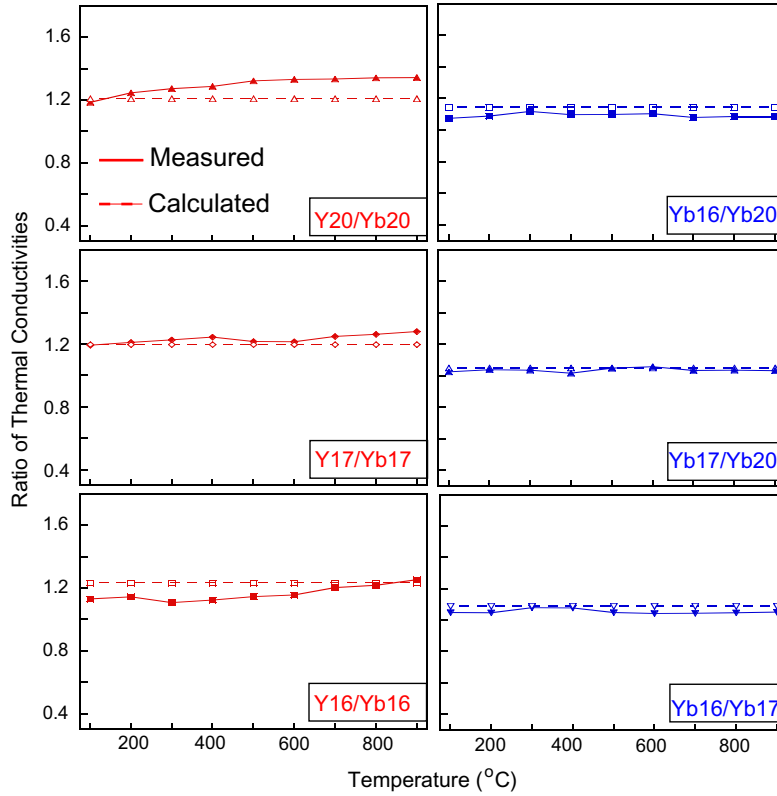 1.6
1.2
0.8
0.4
Measured
Calculated
Y20/Yb20
Yb16/Yb20
1.6
1.2
0.8
0.4
Y17/Yb17
Yb17/Yb20
1.6
1.2
0.8
0.4
Y16/Yb16
Yb16/Yb17
200 400 600 800
200 400 600 800
Ratio of Thermal Conductivities
Temperature (°C)